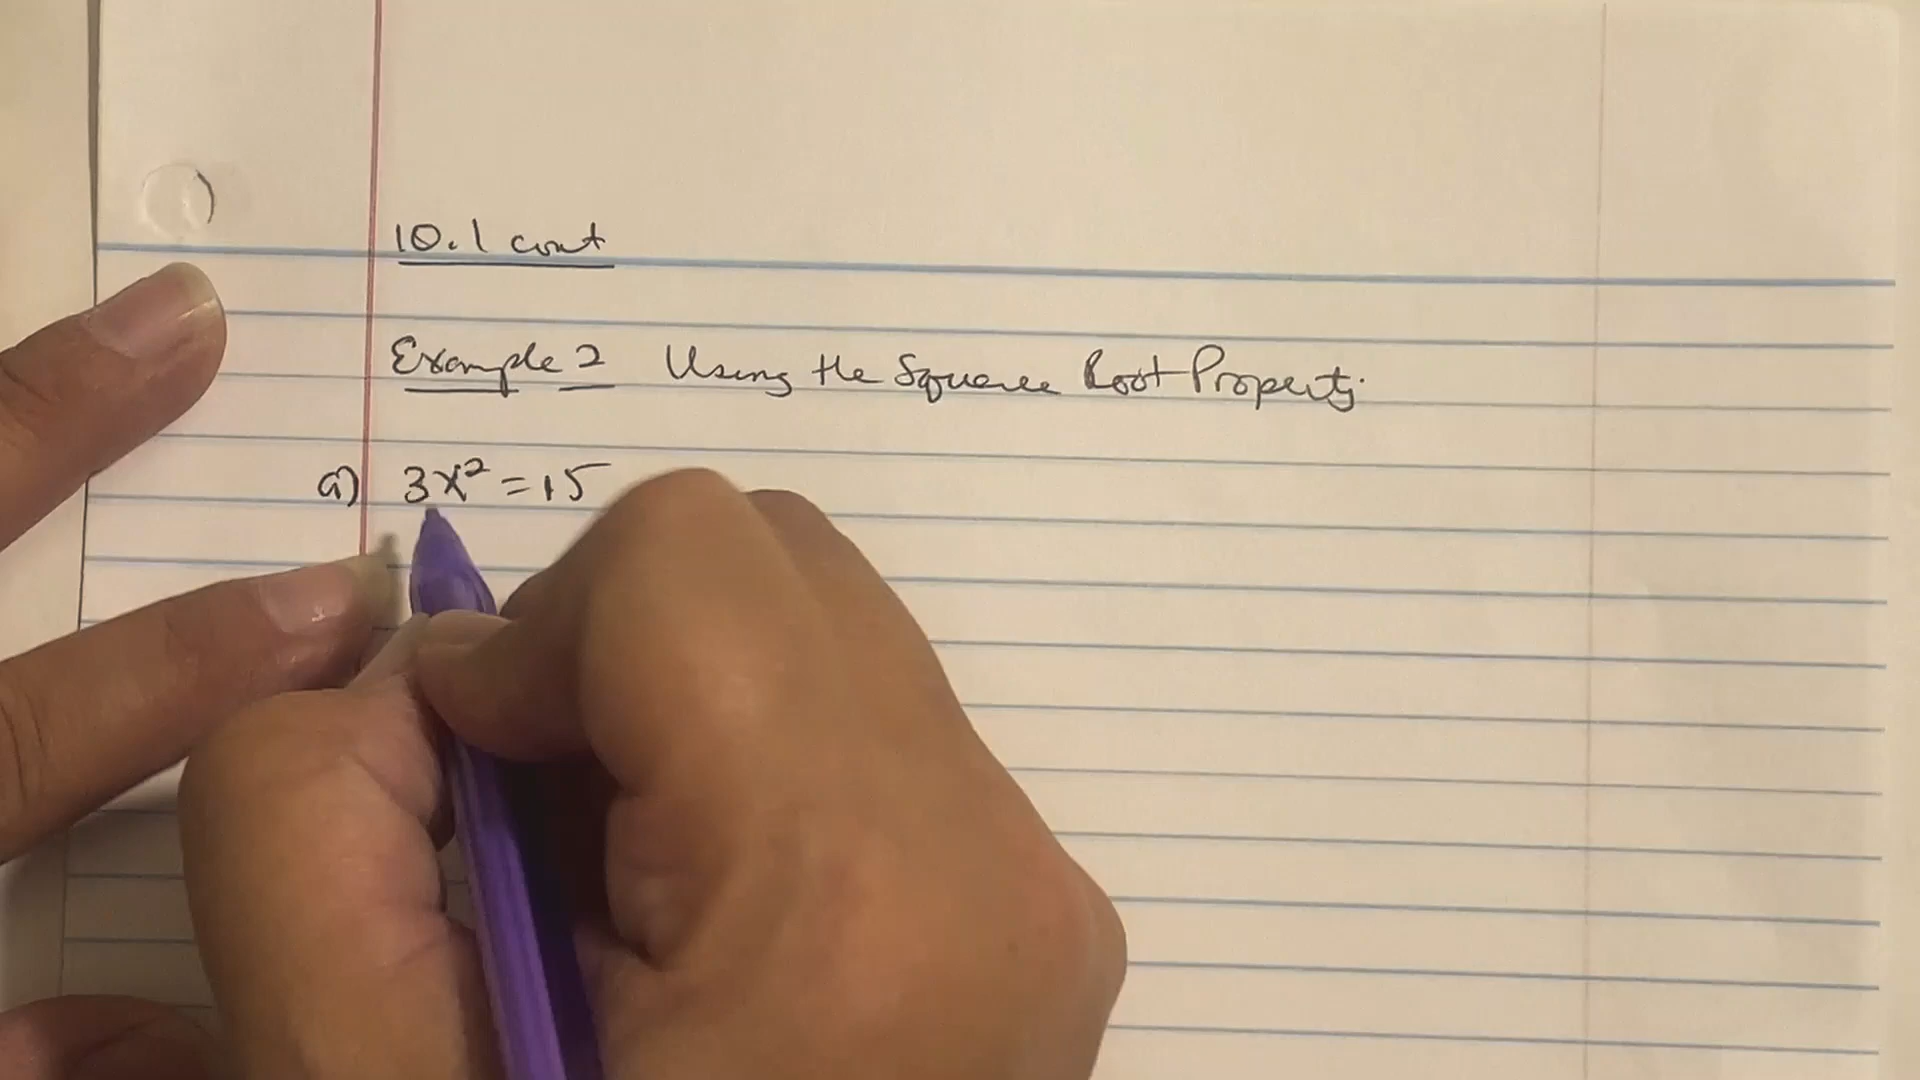 10.1 cont
Example 2 Using the Square Root Property.
a) 3x² = 15